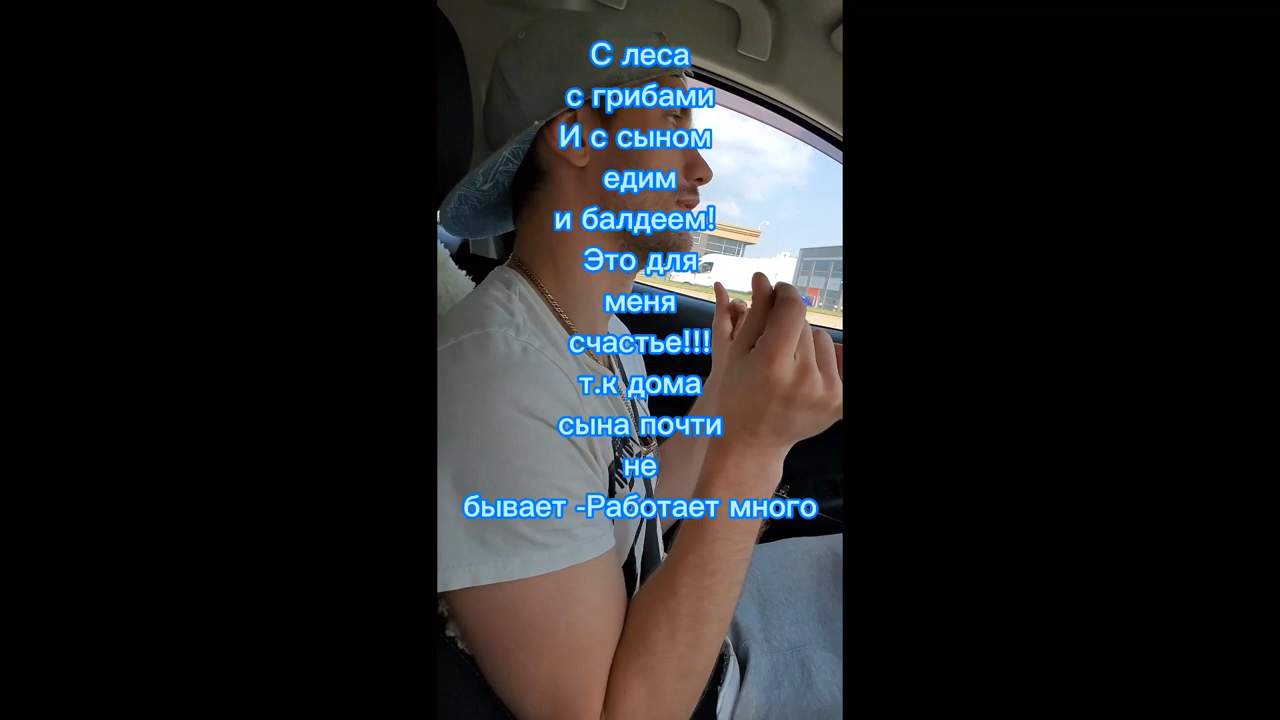 С леса
с грибами
И с сыном
едим
и балдеем!
Это для
меня
счастье!!!
т.к дома
сына почти
не
бывает -Работает много